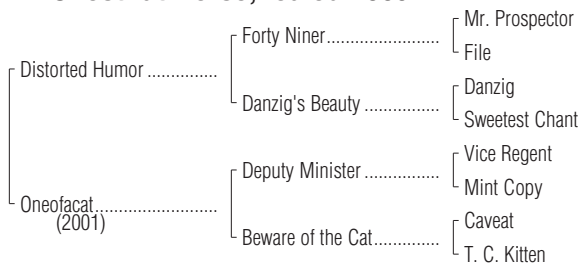 Mr. Prospector
Forty Niner
File
Distorted Humor
Danzig
Danzig's Beauty
Sweetest Chant
Vice Regent
Deputy Minister
Mint Copy
Oneofacat
(2001)
Caveat
Beware of the Cat
T. C. Kitten